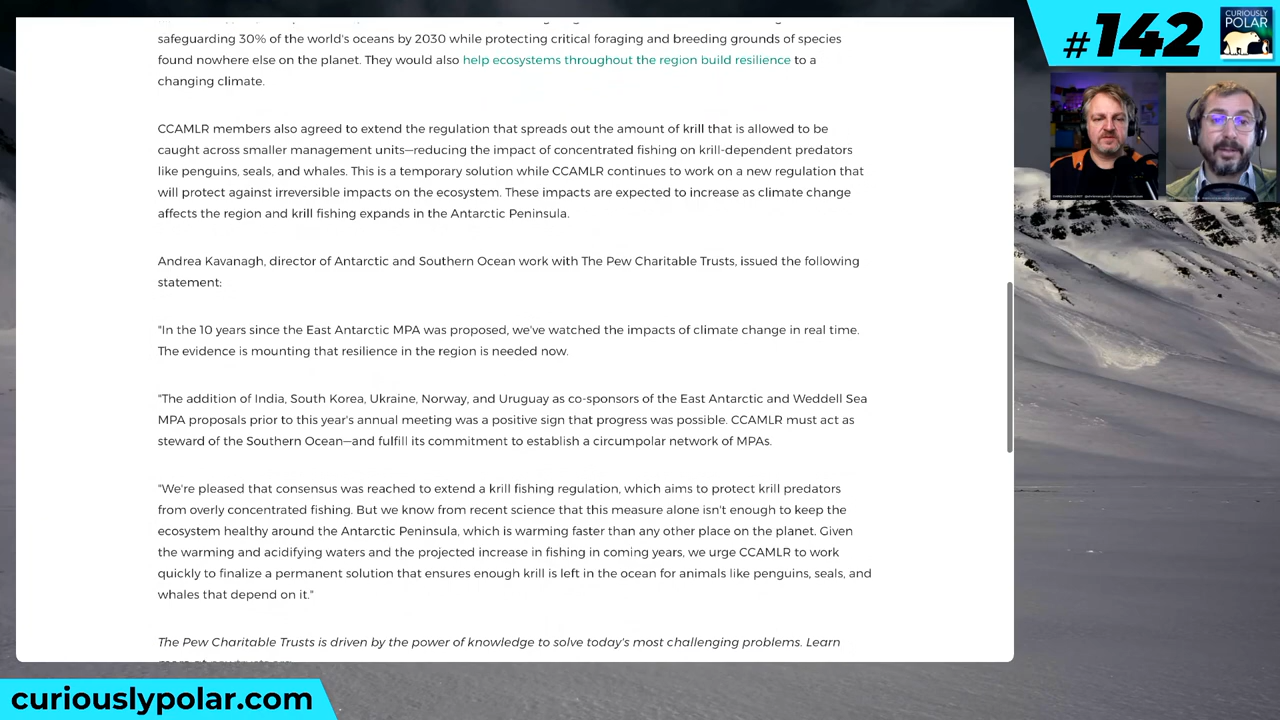 safeguarding 30% of the world's oceans by 2030 while protecting critical foraging and breeding grounds of species
found nowhere else on the planet. They would also help ecosystems throughout the region build resilience to a
changing climate.
CCAMLR members also agreed to extend the regulation that spreads out the amount of krill that is allowed to be
caught across smaller management units—reducing the impact of concentrated fishing on krill-dependent predators
like penguins, seals, and whales. This is a temporary solution while CCAMLR continues to work on a new regulation that
will protect against irreversible impacts on the ecosystem. These impacts are expected to increase as climate change
affects the region and krill fishing expands in the Antarctic Peninsula.
Andrea Kavanagh, director of Antarctic and Southern Ocean work with The Pew Charitable Trusts, issued the following
statement:
"In the 10 years since the East Antarctic MPA was proposed, we've watched the impacts of climate change in real time.
The evidence is mounting that resilience in the region is needed now.
"The addition of India, South Korea, Ukraine, Norway, and Uruguay as co-sponsors of the East Antarctic and Weddell Sea
MPA proposals prior to this year's annual meeting was a positive sign that progress was possible. CCAMLR must act as
steward of the Southern Ocean—and fulfill its commitment to establish a circumpolar network of MPAs.
"We're pleased that consensus was reached to extend a krill fishing regulation, which aims to protect krill predators
from overly concentrated fishing. But we know from recent science that this measure alone isn't enough to keep the
ecosystem healthy around the Antarctic Peninsula, which is warming faster than any other place on the planet. Given
the warming and acidifying waters and the projected increase in fishing in coming years, we urge CCAMLR to work
quickly to finalize a permanent solution that ensures enough krill is left in the ocean for animals like penguins, seals, and
whales that depend on it."
The Pew Charitable Trusts is driven by the power of knowledge to solve today's most challenging problems. Learn
#142
CURIOUSLY
POLAR
curiouslypolar.com